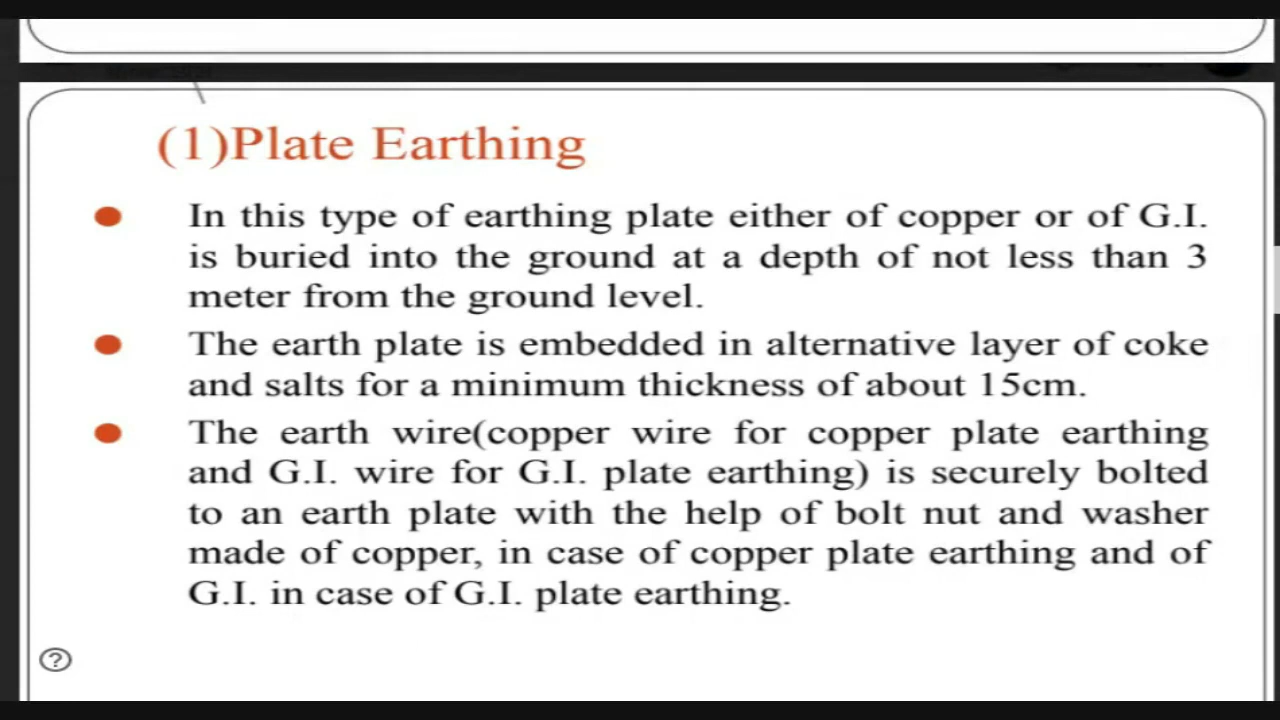 (1)Plate Earthing
In this type of earthing plate either of copper or of G.I.
is buried into the ground at a depth of not less than 3
meter from the ground level.
The earth plate is embedded in alternative layer of coke
and salts for a minimum thickness of about 15cm.
The earth wire(copper wire for copper plate earthing
and G.I. wire for G.I. plate earthing) is securely bolted
to an earth plate with the help of bolt nut and washer
made of copper, in case of copper plate earthing and of
G.I. in case of G.I. plate earthing.
?